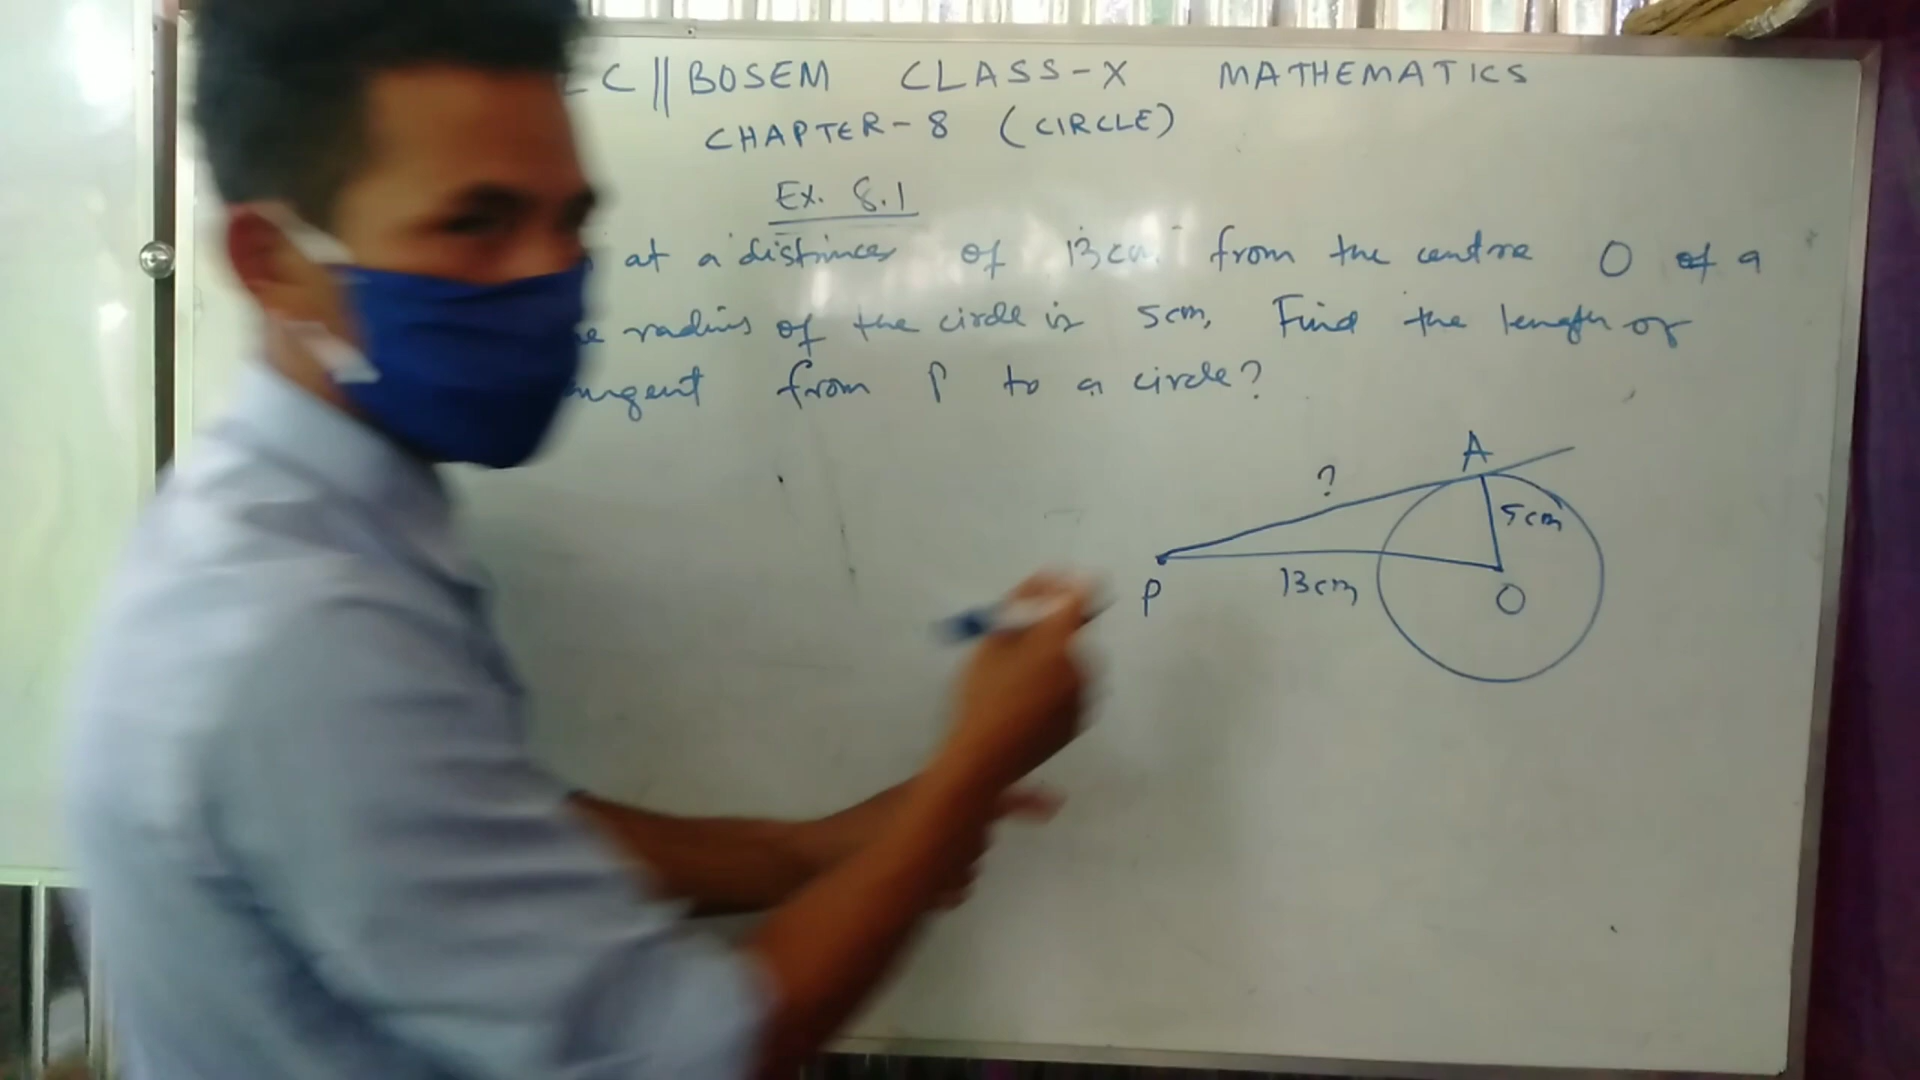 C || BOSEM CLASS-X MATHEMATICS
CHAPTER-8 (CIRCLE)
Ex. 8.1
at a distance of 13cm from the centre O of a
radius of the circle is 5cm, Find the length of
from P to a circle?
A
?
5cm
13cm
P
O